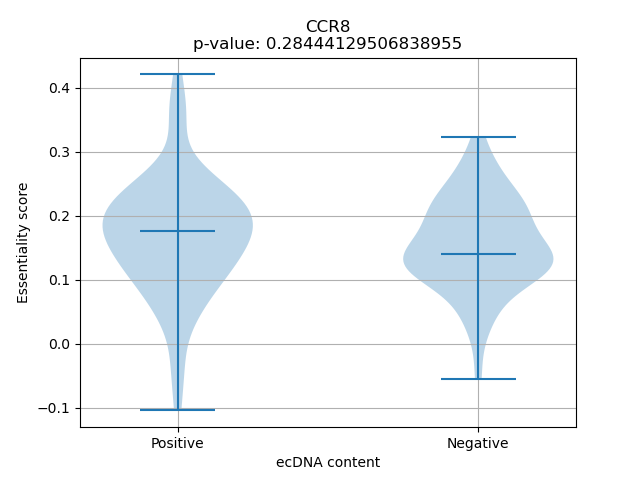 CCR8
p-value: 0.28444129506838955
Essentiality score
0.4
0.3
0.2
0.1
0.0
−0.1
Positive
Negative
ecDNA content